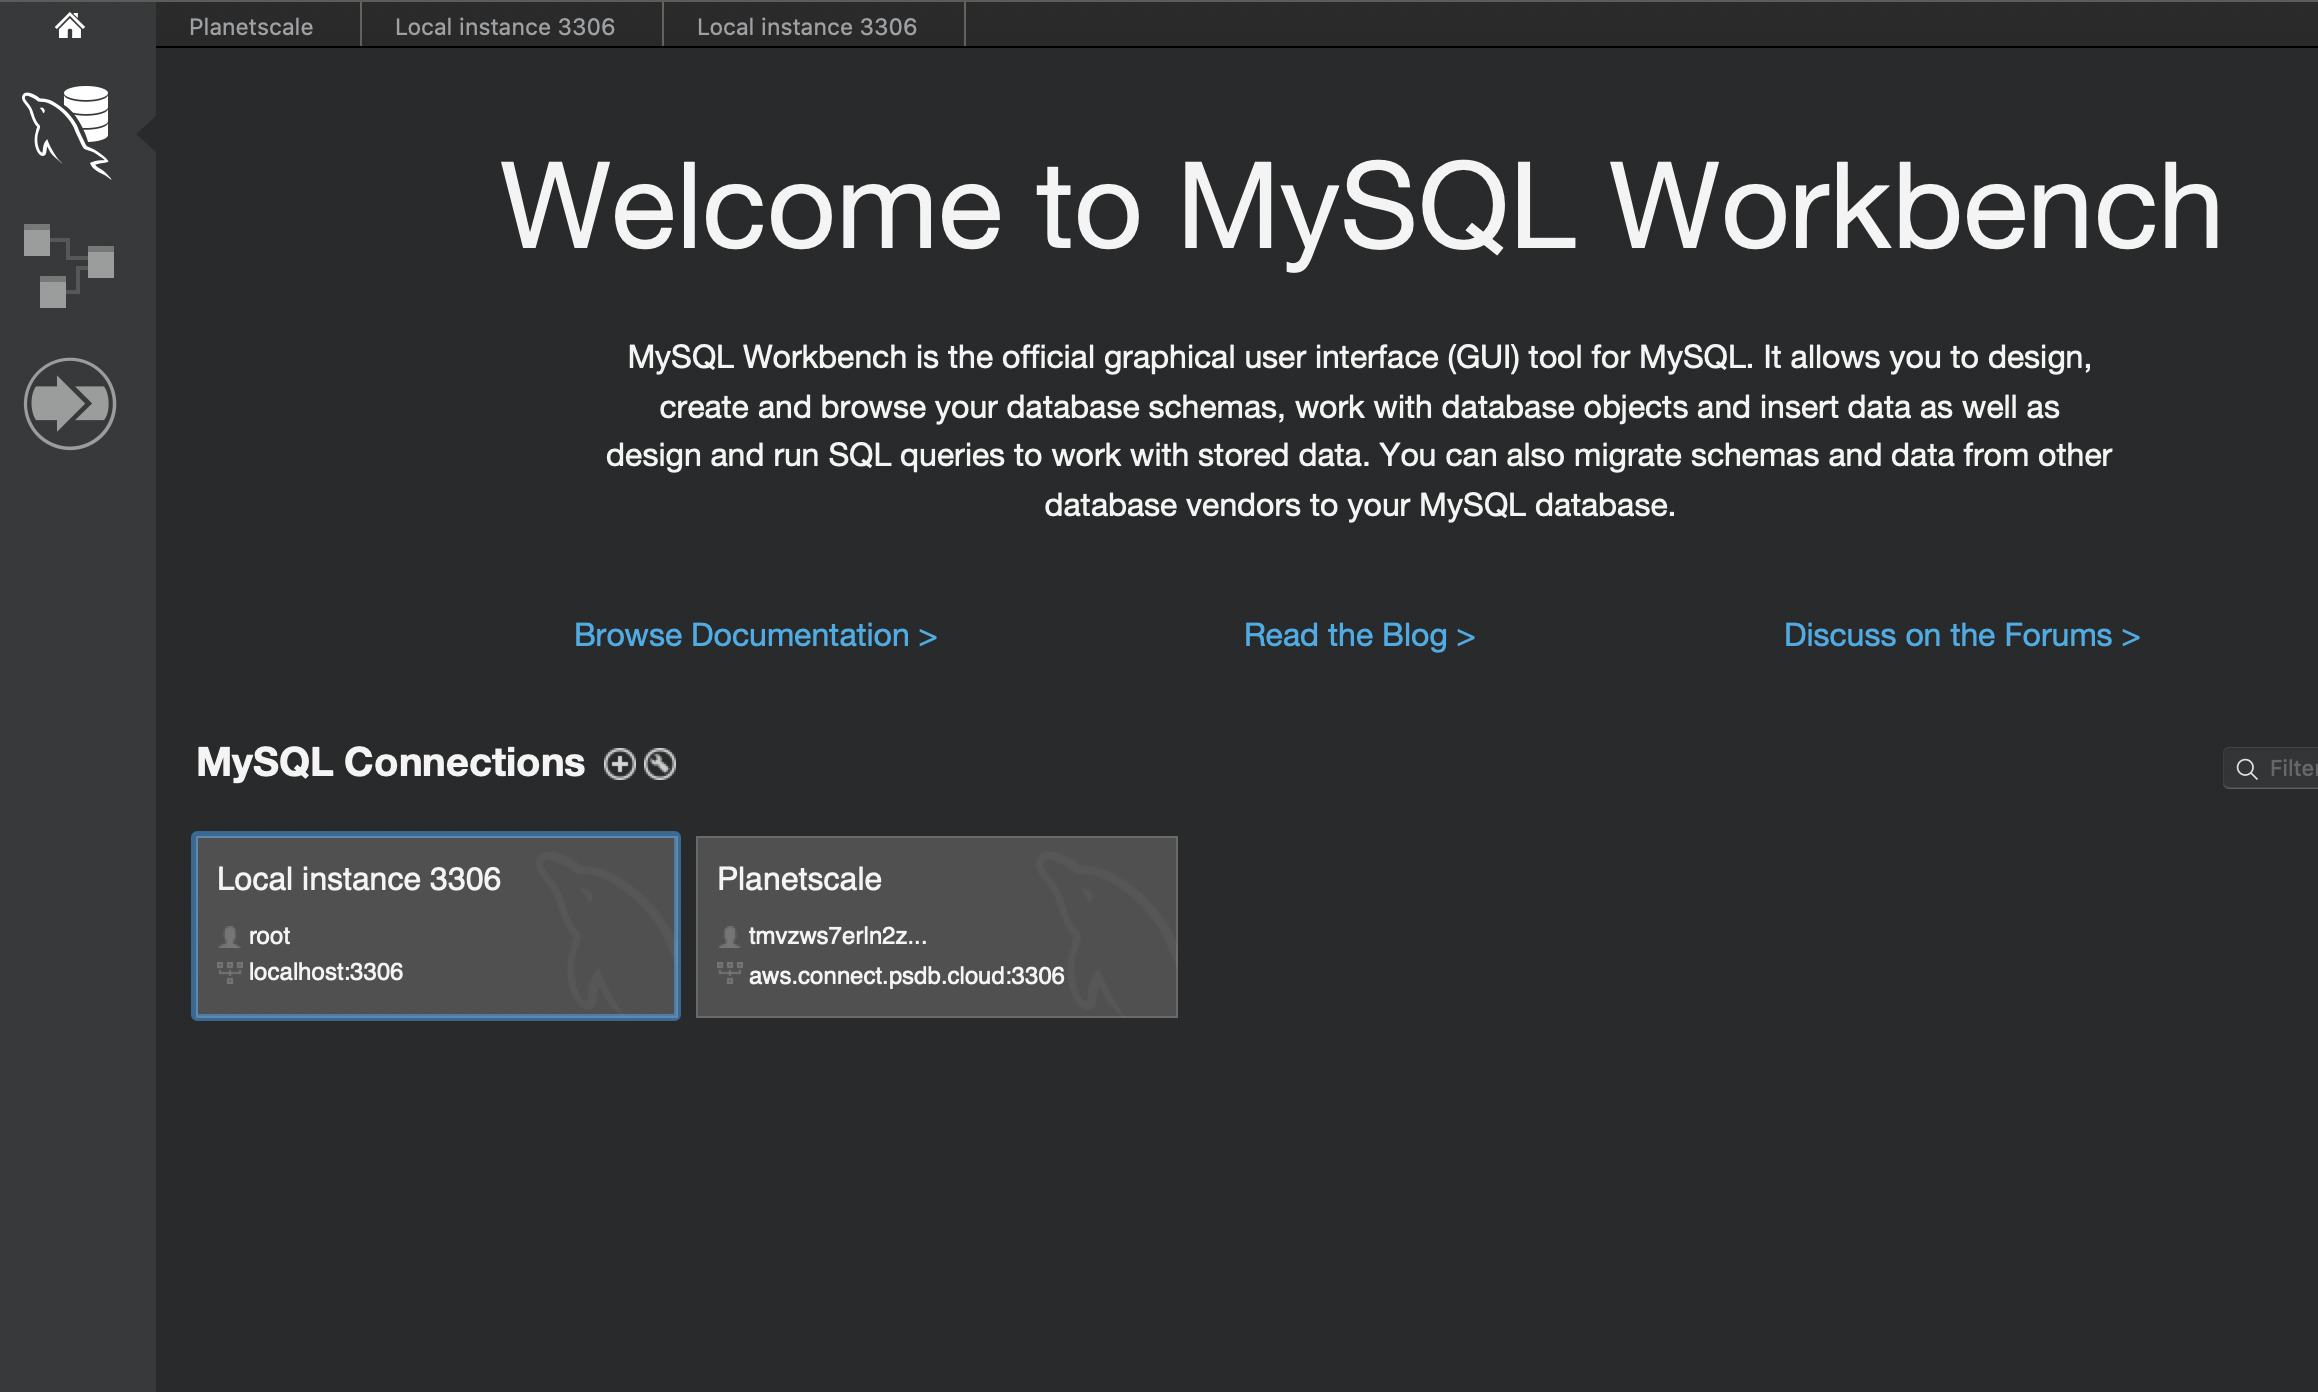 Planetscale
Local instance 3306
Local instance 3306
Welcome to MySQL Workbench
MySQL Workbench is the official graphical user interface (GUI) tool for MySQL. It allows you to design,
create and browse your database schemas, work with database objects and insert data as well as
design and run SQL queries to work with stored data. You can also migrate schemas and data from other
database vendors to your MySQL database.
Browse Documentation >
Read the Blog >
Discuss on the Forums >
MySQL Connections
Filter
Local instance 3306
root
localhost:3306
Planetscale
tmvzws7erln2z...
aws.connect.psdb.cloud:3306